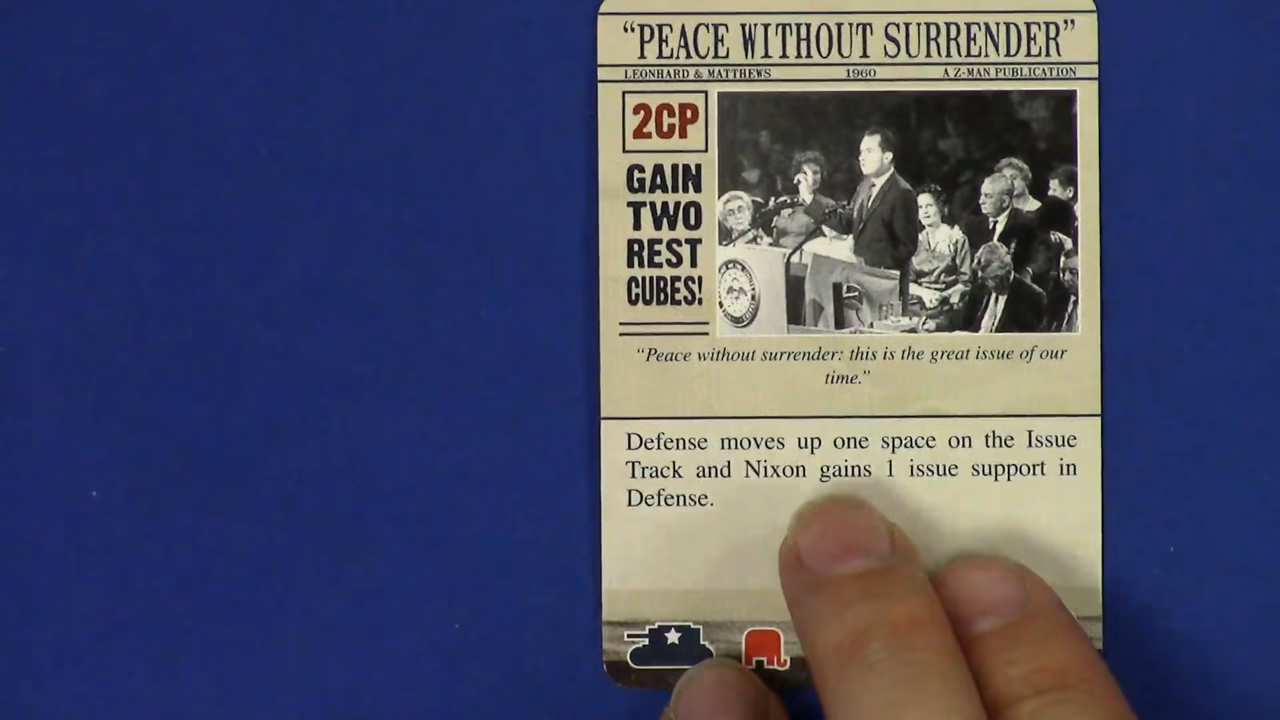 “PEACE WITHOUT SURRENDER”
LEONHARD & MATTHEWS 1960 A Z-MAN PUBLICATION
2CP
GAIN
TWO
REST
CUBES!
“Peace without surrender: this is the great issue of our
time.”
Defense moves up one space on the Issue
Track and Nixon gains 1 issue support in
Defense.